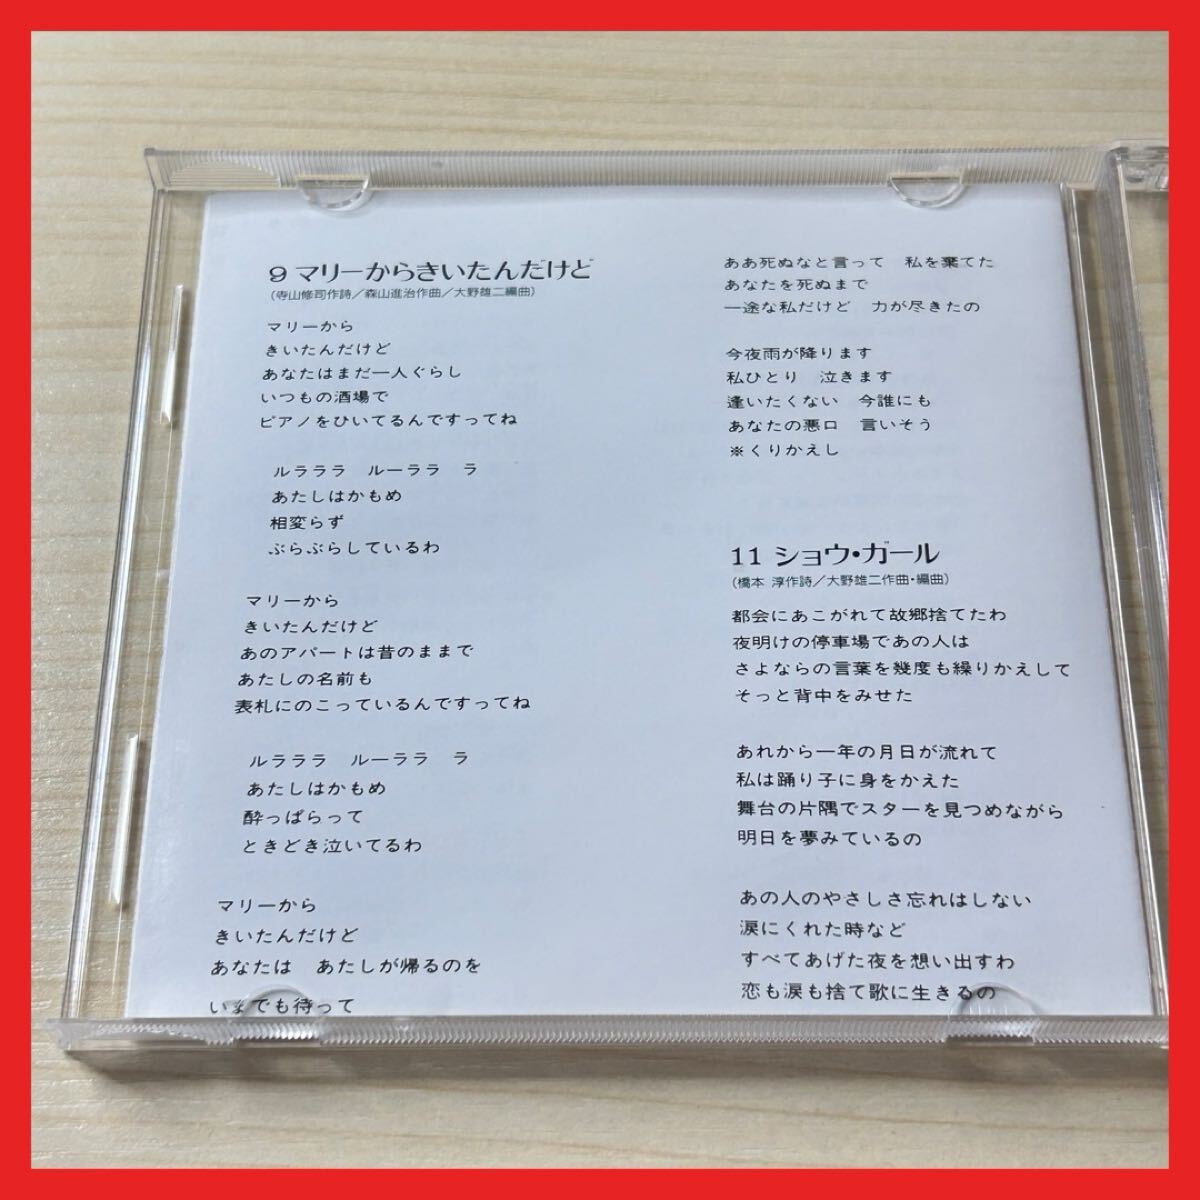 9 マリーからきいたんだけど
(寺山修司作詩／森山進治作曲／大野雄二編曲)
マリーから
きいたんだけど
あなたはまだ一人ぐらし
いつもの酒場で
ピアノをひいてるんですってね
ルラララ　ルーララ　ラ
あたしはかもめ
相変らず
ぶらぶらしているわ
マリーから
きいたんだけど
あのアパートは昔のままで
あたしの名前も
表札にのこっているんですってね
ルラララ　ルーララ　ラ
あたしはかもめ
酔っぱらって
ときどき泣いてるわ
マリーから
きいたんだけど
あなたは　あたしが帰るのを
いまでも待って
ああ死ぬなと言って　私を棄てた
あなたを死ぬまで
一途な私だけど　力が尽きたの
今夜雨が降ります
私ひとり　泣きます
逢いたくない　今誰にも
あなたの悪口　言いそう
※くりかえし
11 ショウ・ガール
(橋本 淳作詩／大野雄二作曲・編曲)
都会にあこがれて故郷捨てたわ
夜明けの停車場であの人は
さよならの言葉を幾度も繰りかえして
そっと背中をみせた
あれから一年の月日が流れて
私は踊り子に身をかえた
舞台の片隅でスターを見つめながら
明日を夢みているの
あの人のやさしさ忘れはしない
涙にくれた時など
すべてあげた夜を想い出すわ
恋も涙も捨て歌に生きるの